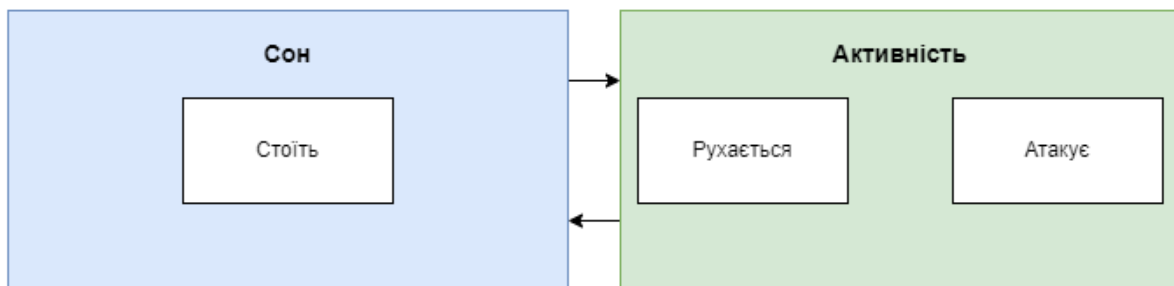 Сон
Активність
Стоїть
Рухається
Атакує